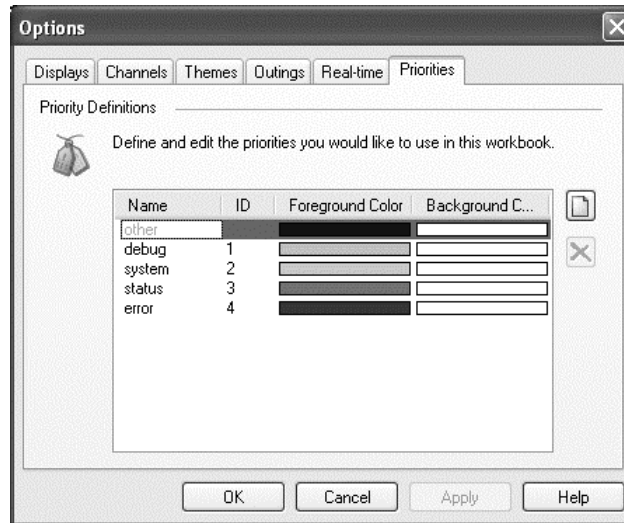 Options
Displays Channels Themes Outings Real-time Priorities
Priority Definitions
Define and edit the priorities you would like to use in this workbook.
Name ID Foreground Color Background C...
other
debug 1
system 2
status 3
error 4
OK Cancel Apply Help